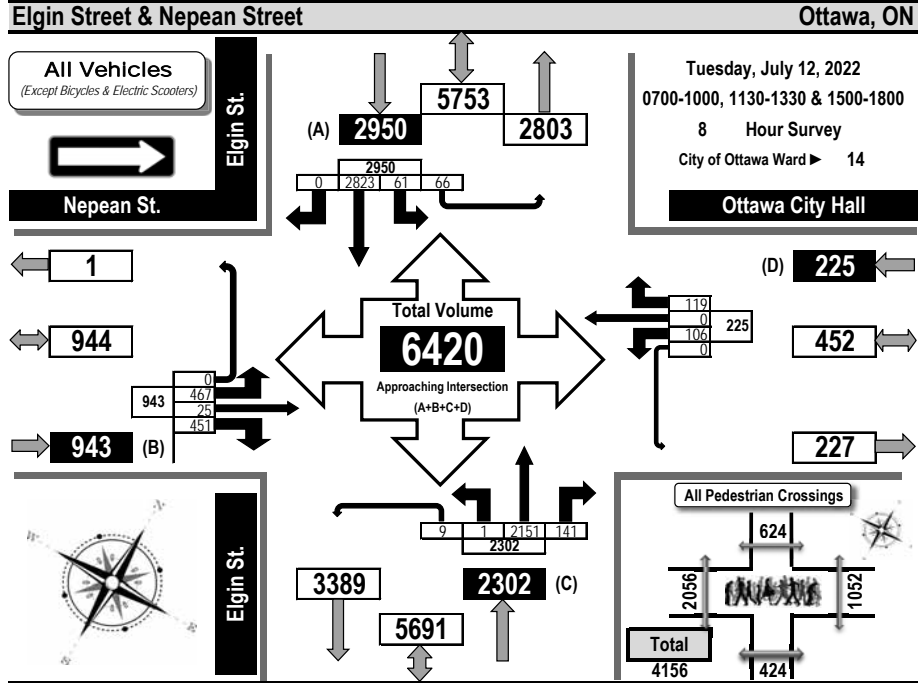 Elgin Street & Nepean Street Ottawa, ON
All Vehicles
(Except Bicycles & Electric Scooters)
Elgin St.
Nepean St.
5753
(A) 2950
2803
Tuesday, July 12, 2022
0700-1000, 1130-1330 & 1500-1800
8 Hour Survey
City of Ottawa Ward ► 14
Ottawa City Hall
2950
0 2823 61 66
1
(D) 225
944
Total Volume
6420
Approaching Intersection
(A+B+C+D)
119
0
106
0
225
452
943
0
467
25
451
943 (B)
227
9 1 2151 141
2302
Elgin St.
3389
2302 (C)
5691
All Pedestrian Crossings
624
2056
1052
Total
4156
424
N
E
S
W